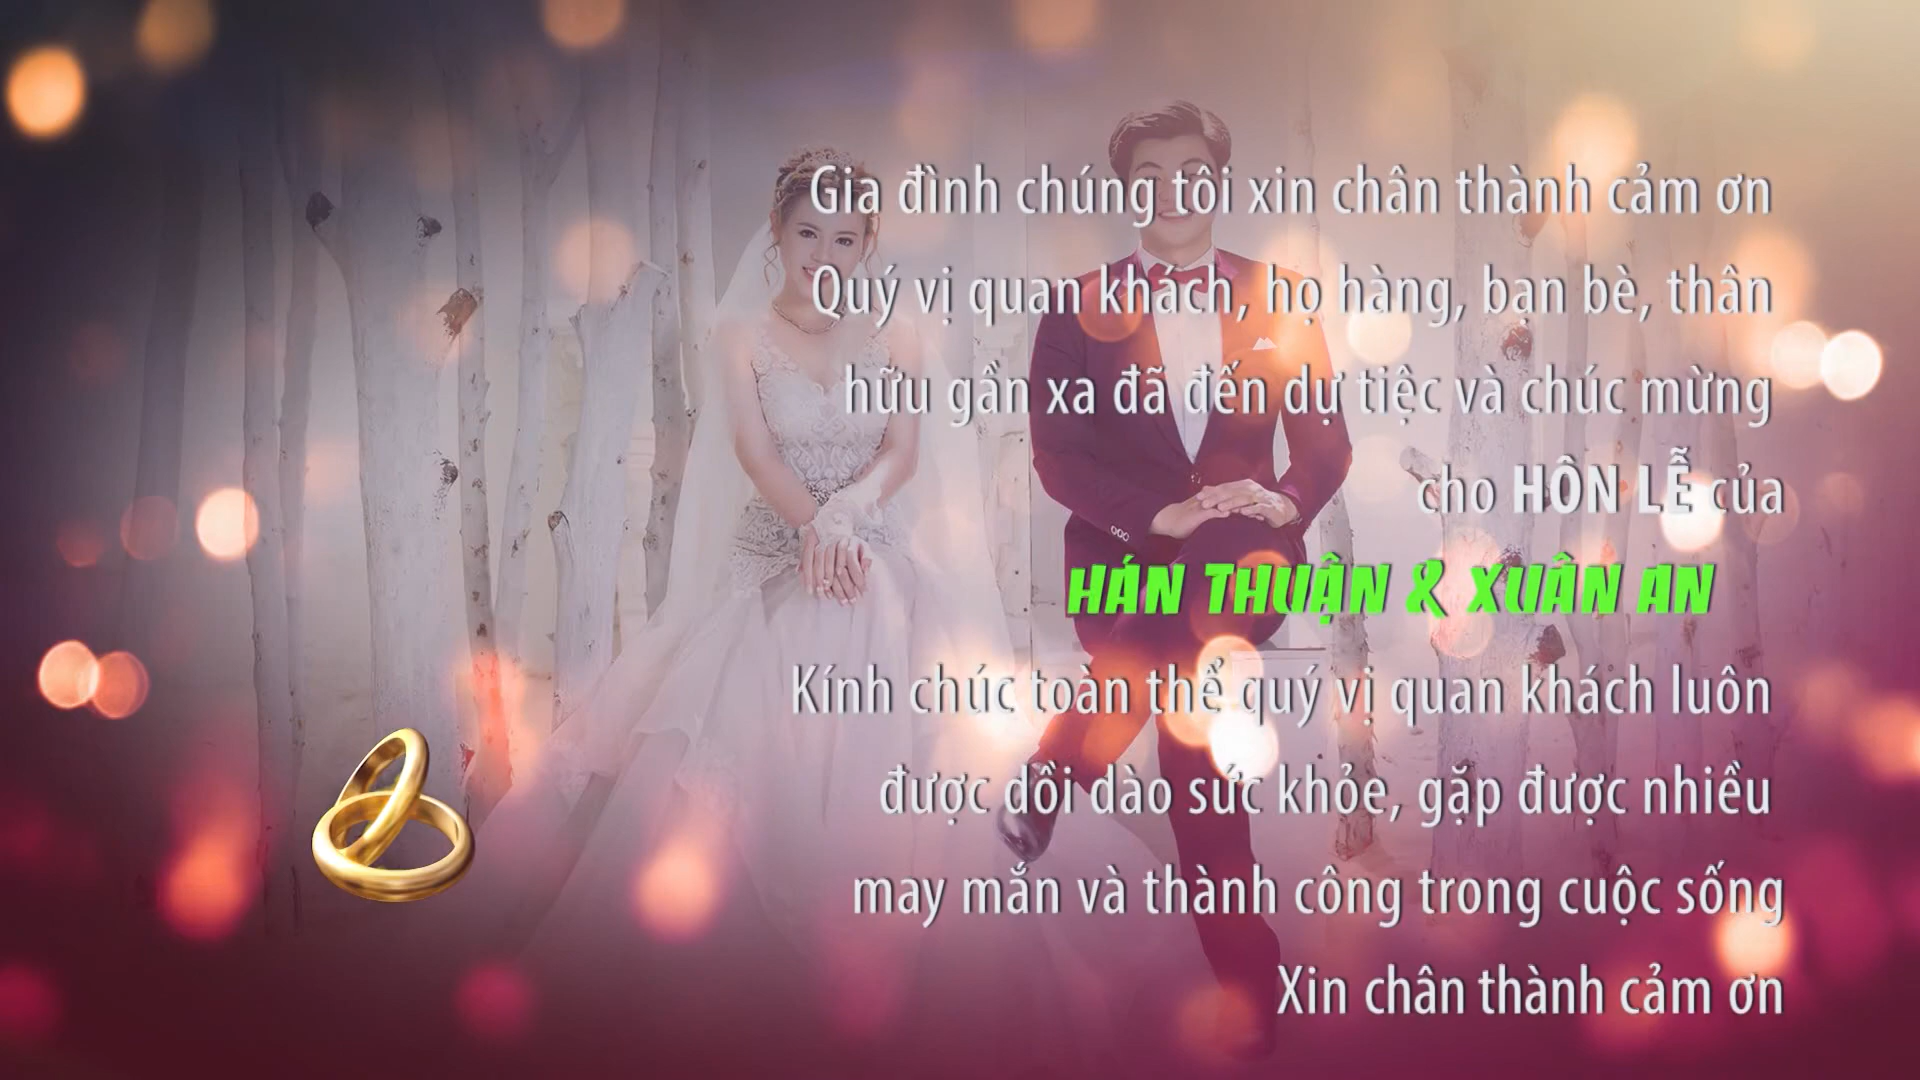 Gia đình chúng tôi xin chân thành cảm ơn
Quý vị quan khách, họ hàng, bạn bè, thân
hữu gần xa đã đến dự tiệc và chúc mừng
cho HÔN LỄ của
HÁN THUẬN & XUÂN AN
Kính chúc toàn thể quý vị quan khách luôn
được dồi dào sức khỏe, gặp được nhiều
may mắn và thành công trong cuộc sống
Xin chân thành cảm ơn